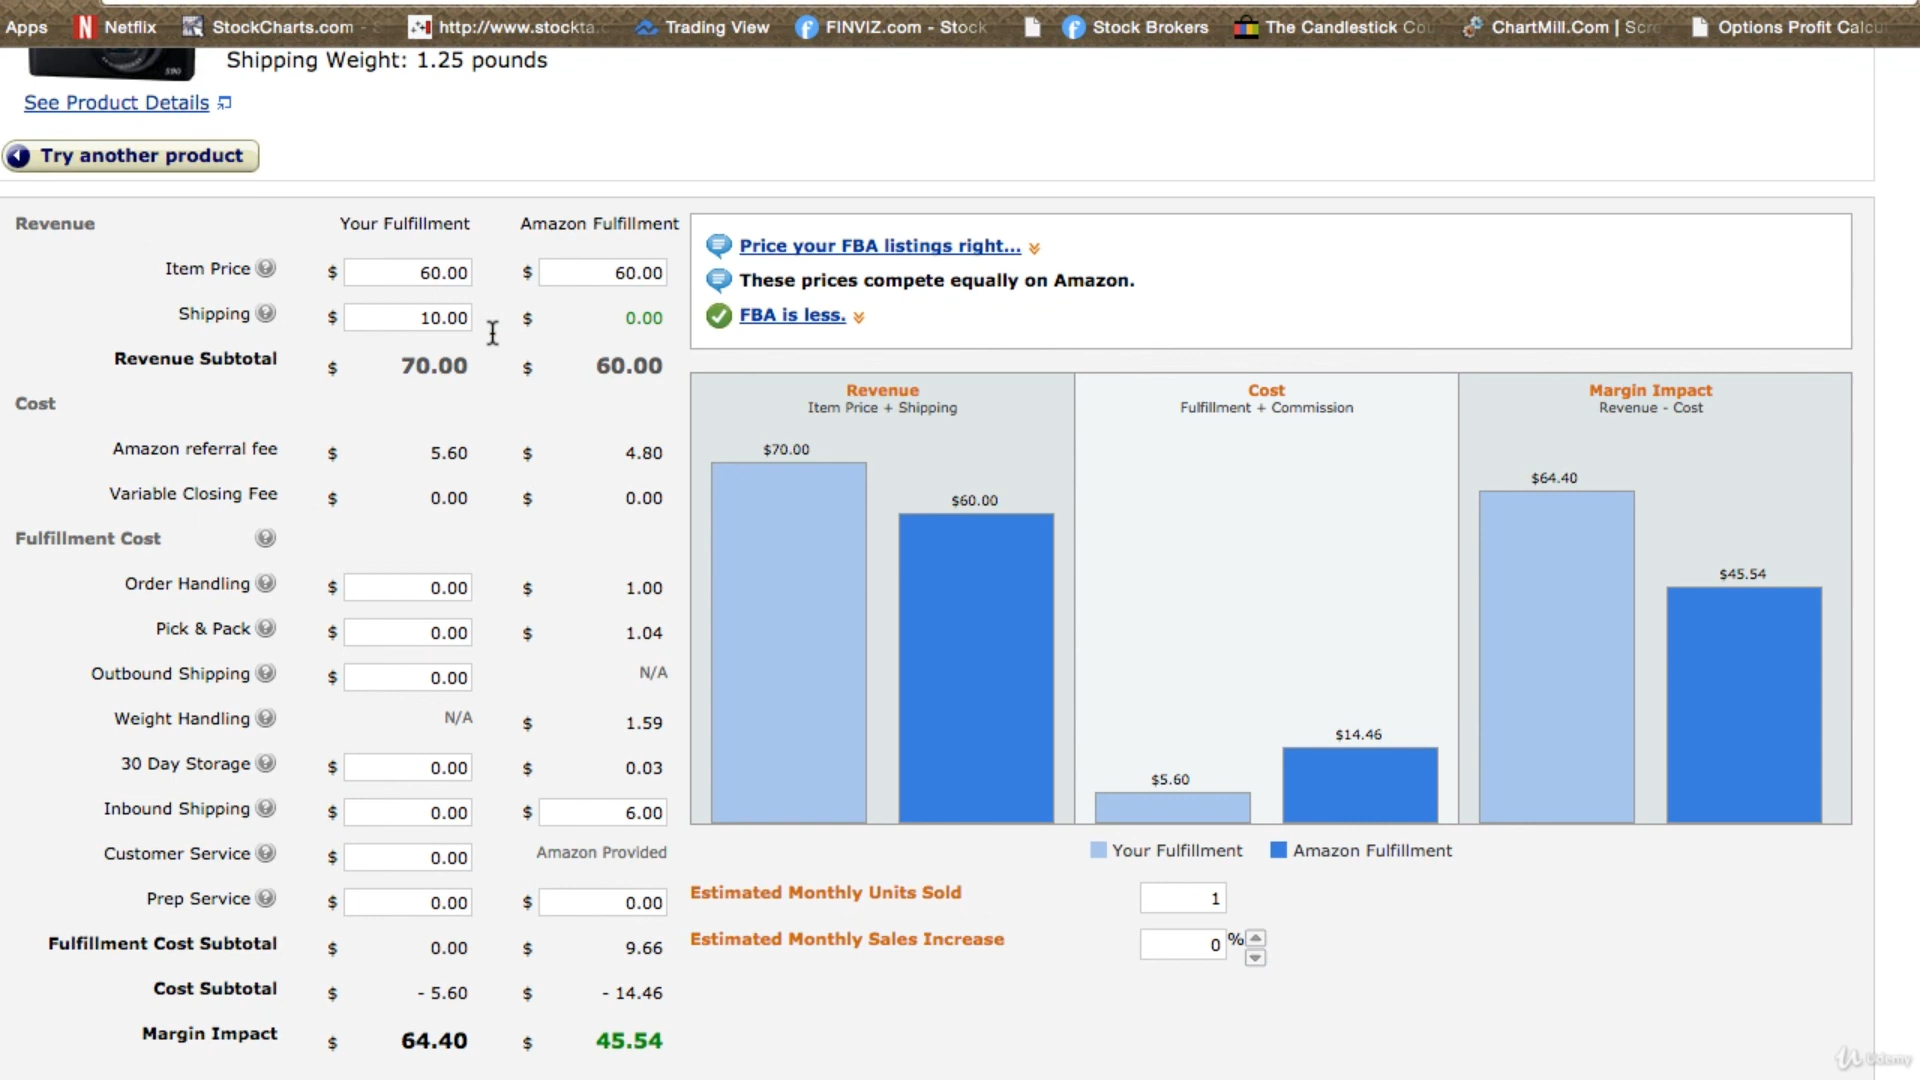 Apps Netflix StockCharts.com - S http://www.stockta. Trading View FINVIZ.com - Stock Stock Brokers The Candlestick Co ChartMill.Com | Scre Options Profit Calcu
S90
Shipping Weight: 1.25 pounds
See Product Details
Try another product
Revenue Your Fulfillment Amazon Fulfillment
Item Price $ 60.00 $ 60.00
Shipping $ 10.00 $ 0.00
Revenue Subtotal $ 70.00 $ 60.00
Cost
Amazon referral fee $ 5.60 $ 4.80
Variable Closing Fee $ 0.00 $ 0.00
Fulfillment Cost
Order Handling $ 0.00 $ 1.00
Pick & Pack $ 0.00 $ 1.04
Outbound Shipping $ 0.00 N/A
Weight Handling N/A $ 1.59
30 Day Storage $ 0.00 $ 0.03
Inbound Shipping $ 0.00 $ 6.00
Customer Service $ 0.00 Amazon Provided
Prep Service $ 0.00 $ 0.00
Fulfillment Cost Subtotal $ 0.00 $ 9.66
Cost Subtotal $ - 5.60 $ - 14.46
Margin Impact $ 64.40 $ 45.54
Price your FBA listings right...
These prices compete equally on Amazon.
FBA is less.
Revenue Cost Margin Impact
Item Price + Shipping Fulfillment + Commission Revenue - Cost
$70.00
$60.00
$5.60
$14.46
$64.40
$45.54
Your Fulfillment Amazon Fulfillment
Estimated Monthly Units Sold 1
Estimated Monthly Sales Increase 0 %
Udemy